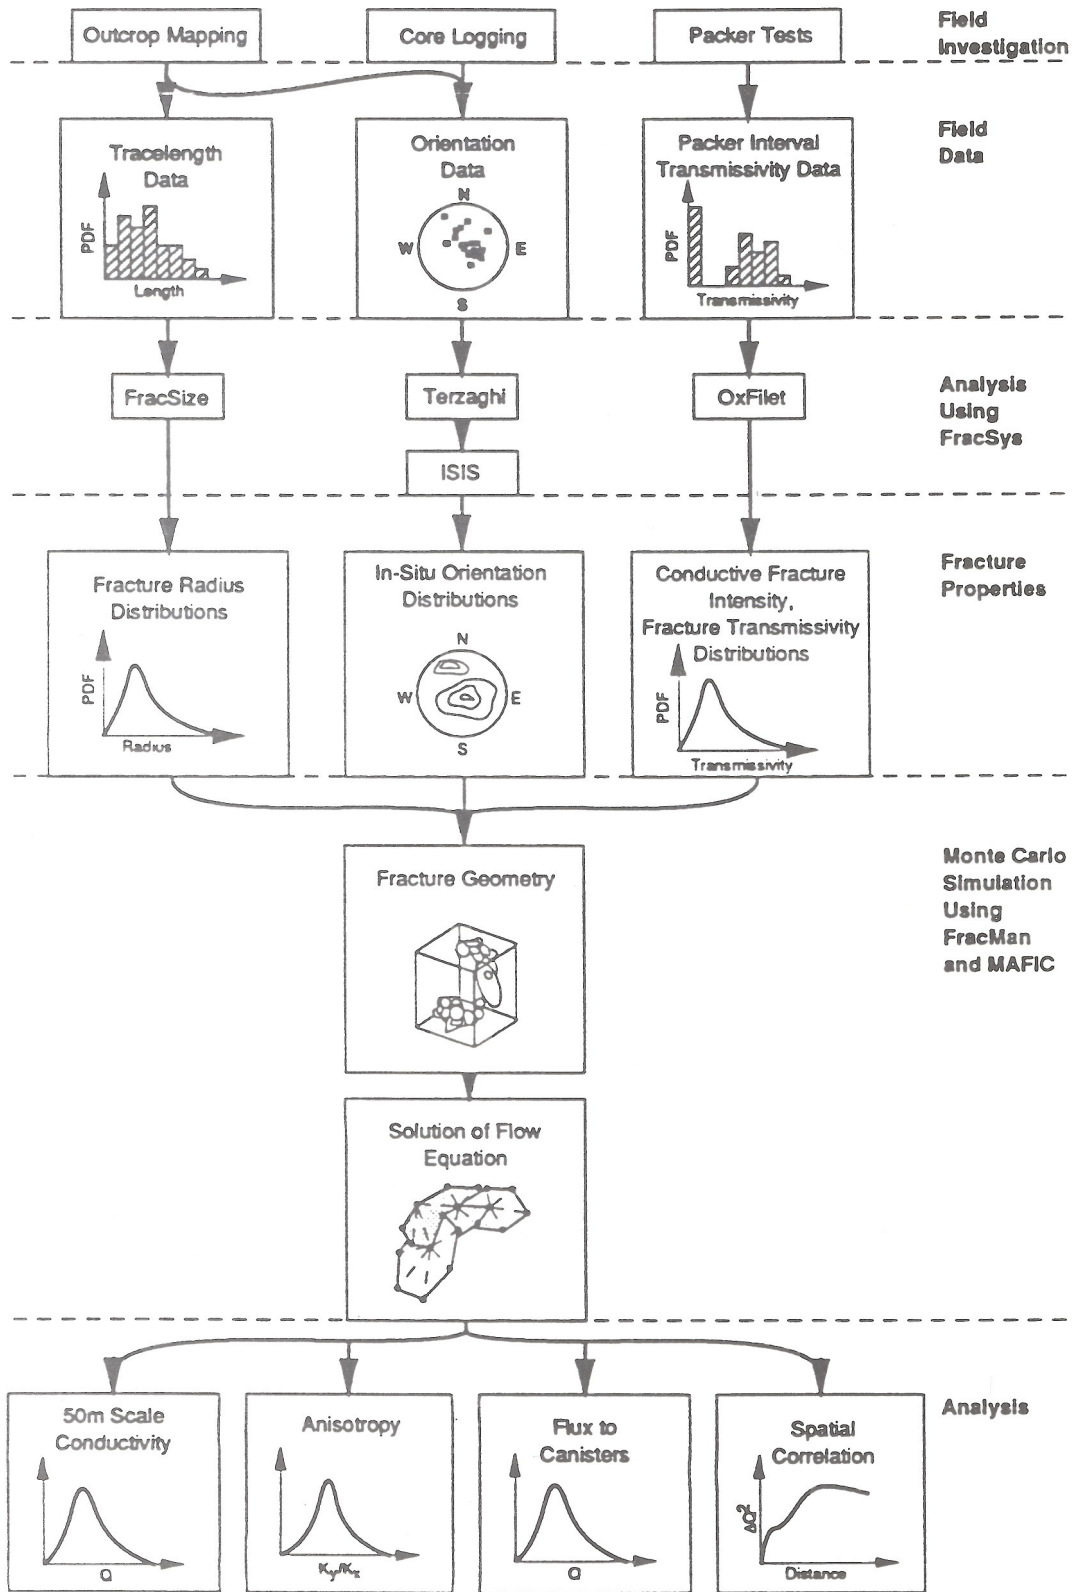 Outcrop Mapping
Core Logging
Packer Tests
Field
Investigation
Tracelength
Data
PDF
Length
Orientation
Data
N
W
E
S
Packer Interval
Transmissivity Data
PDF
Transmissivity
Field
Data
FracSize
Terzaghi
ISIS
OxFilet
Analysis
Using
FracSys
Fracture Radius
Distributions
PDF
Radius
In-Situ Orientation
Distributions
N
W
E
S
Conductive Fracture
Intensity,
Fracture Transmissivity
Distributions
PDF
Transmissivity
Fracture
Properties
Fracture Geometry
Monte Carlo
Simulation
Using
FracMan
and MAFIC
Solution of Flow
Equation
50m Scale
Conductivity
Q
Anisotropy
Ky/Kx
Flux to
Canisters
Q
Spatial
Correlation
ΔQ²
Distance
Analysis